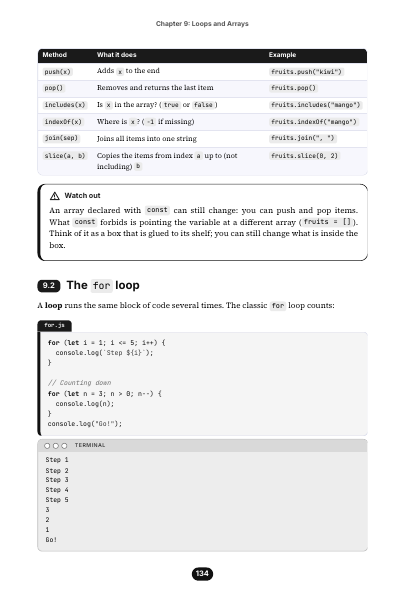 Chapter 9: Loops and Arrays
Method What it does Example
push(x) Adds x to the end fruits.push("kiwi")
pop() Removes and returns the last item fruits.pop()
includes(x) Is x in the array? ( true or false ) fruits.includes("mango")
indexOf(x) Where is x ? ( -1 if missing) fruits.indexOf("mango")
join(sep) Joins all items into one string fruits.join(", ")
slice(a, b) Copies the items from index a up to (not fruits.slice(0, 2)
including) b
Watch out
An array declared with const can still change: you can push and pop items.
What const forbids is pointing the variable at a different array ( fruits = [] ).
Think of it as a box that is glued to its shelf; you can still change what is inside the
box.
9.2 The for loop
A loop runs the same block of code several times. The classic for loop counts:
for.js
for (let i = 1; i <= 5; i++) {
  console.log(`Step ${i}`);
}
// Counting down
for (let n = 3; n > 0; n--) {
  console.log(n);
}
console.log("Go!");
TERMINAL
Step 1
Step 2
Step 3
Step 4
Step 5
3
2
1
Go!
134